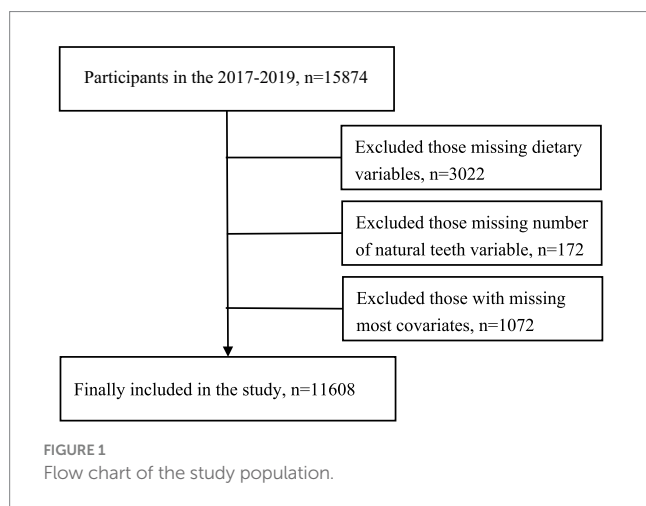 Participants in the 2017-2019, n=15874
Excluded those missing dietary
variables, n=3022
Excluded those missing number
of natural teeth variable, n=172
Excluded those with missing
most covariates, n=1072
Finally included in the study, n=11608
FIGURE 1
Flow chart of the study population.